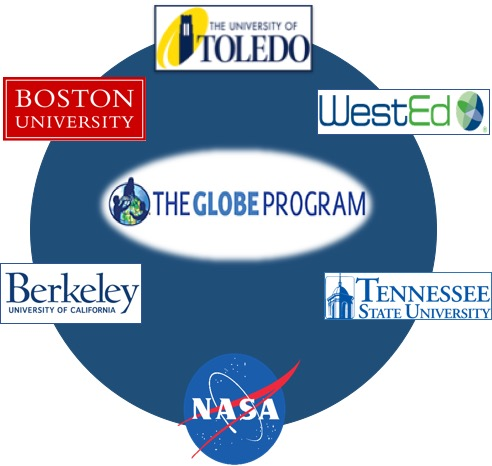 THE UNIVERSITY OF
TOLEDO
BOSTON
UNIVERSITY
WestEd
THE GLOBE PROGRAM
Berkeley
UNIVERSITY OF CALIFORNIA
TENNESSEE
STATE UNIVERSITY
NASA